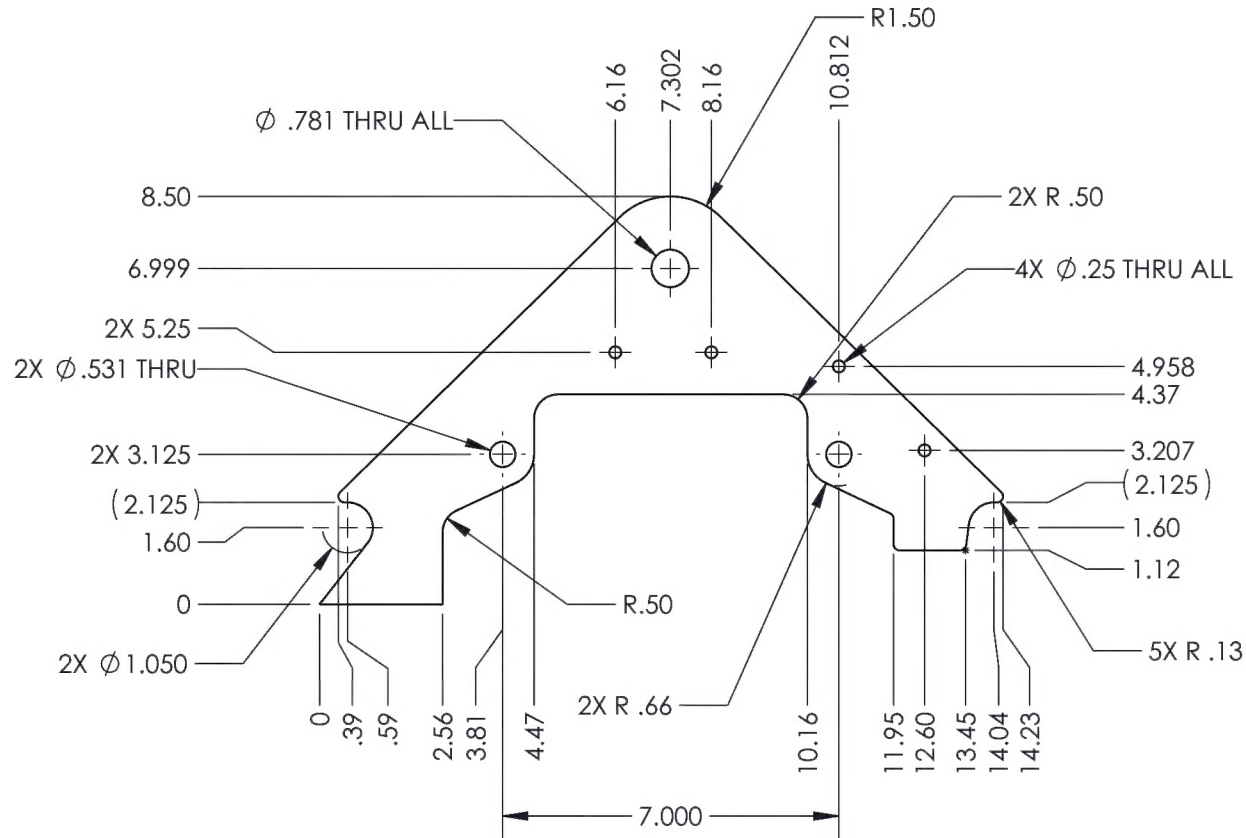 R1.50
6.16
7.302
8.16
10.812
Ø .781 THRU ALL
8.50
2X R .50
6.999
4X Ø .25 THRU ALL
2X 5.25
2X Ø .531 THRU
4.958
4.37
2X 3.125
3.207
(2.125)
(2.125)
1.60
1.60
1.12
0
R.50
5X R .13
2X Ø 1.050
2X R .66
0
.39
.59
2.56
3.81
4.47
10.16
11.95
12.60
13.45
14.04
14.23
7.000